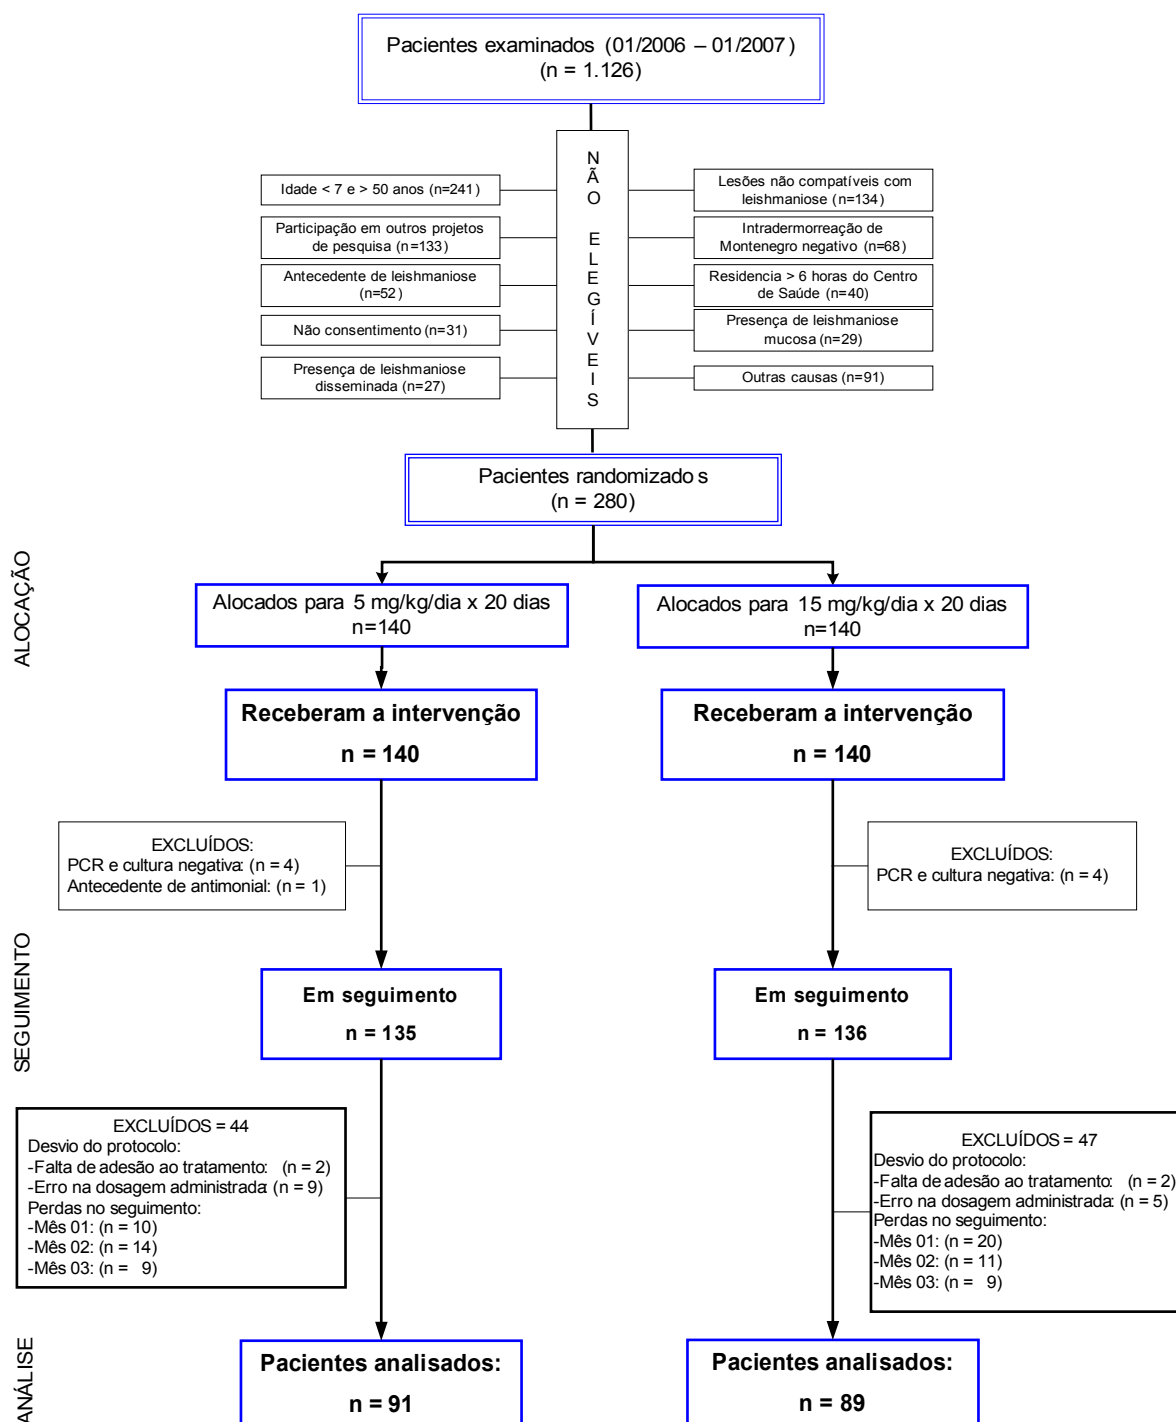 Pacientes examinados (01/2006 – 01/2007)
(n = 1.126)
N
Ã
O
E
L
E
G
Í
V
E
I
S
Idade < 7 e > 50 anos (n=241)
Participação em outros projetos
de pesquisa (n=133)
Antecedente de leishmaniose
(n=52)
Não consentimento (n=31)
Presença de leishmaniose
disseminada (n=27)
Lesões não compatíveis com
leishmaniose (n=134)
Intradermorreação de
Montenegro negativo (n=68)
Residencia > 6 horas do Centro
de Saúde (n=40)
Presença de leishmaniose
mucosa (n=29)
Outras causas (n=91)
Pacientes randomizados
(n = 280)
ALOCAÇÃO
Alocados para 5 mg/kg/dia x 20 dias
n=140
Alocados para 15 mg/kg/dia x 20 dias
n=140
Receberam a intervenção
n = 140
Receberam a intervenção
n = 140
EXCLUÍDOS:
PCR e cultura negativa: (n = 4)
Antecedente de antimonial: (n = 1)
EXCLUÍDOS:
PCR e cultura negativa: (n = 4)
SEGUIMENTO
Em seguimento
n = 135
Em seguimento
n = 136
EXCLUÍDOS = 44
Desvio do protocolo:
-Falta de adesão ao tratamento: (n = 2)
-Erro na dosagem administrada: (n = 9)
Perdas no seguimento:
-Mês 01: (n = 10)
-Mês 02: (n = 14)
-Mês 03: (n = 9)
EXCLUÍDOS = 47
Desvio do protocolo:
-Falta de adesão ao tratamento: (n = 2)
-Erro na dosagem administrada: (n = 5)
Perdas no seguimento:
-Mês 01: (n = 20)
-Mês 02: (n = 11)
-Mês 03: (n = 9)
ANÁLISE
Pacientes analisados:
n = 91
Pacientes analisados:
n = 89